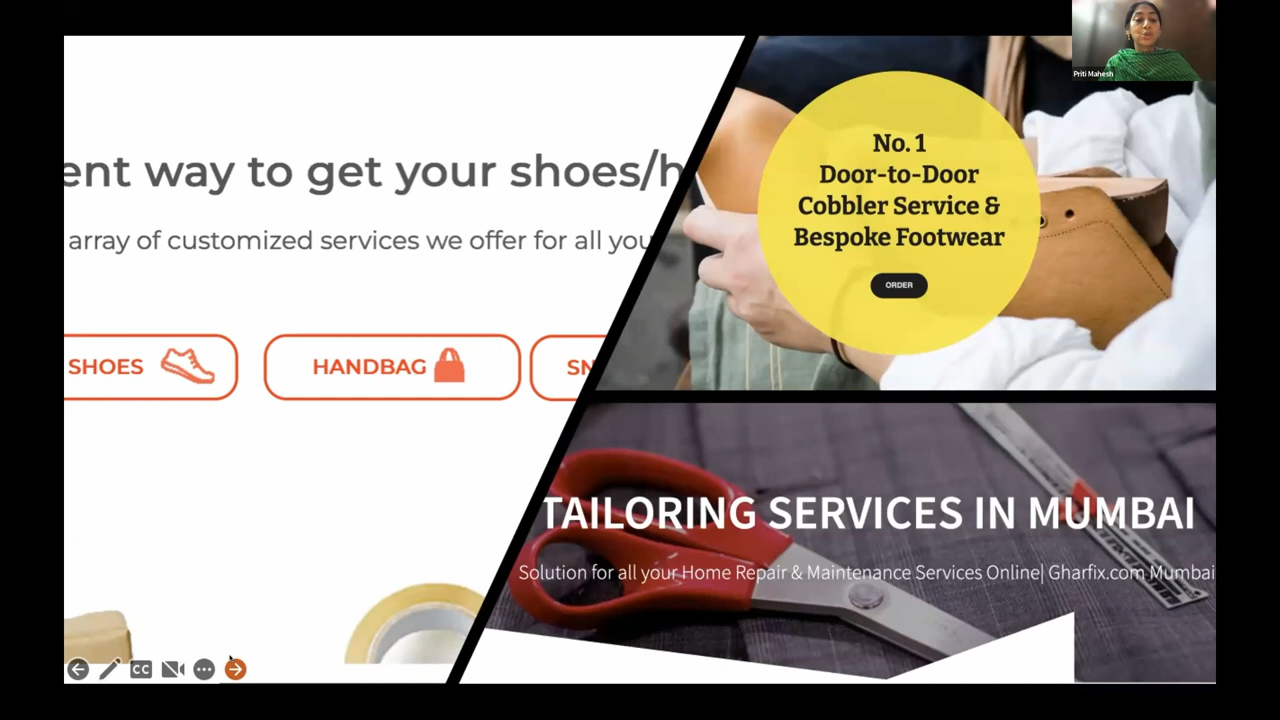 ent way to get your shoes/h
array of customized services we offer for all you
SHOES
HANDBAG
SN
Priti Mahesh
No. 1
Door-to-Door
Cobbler Service &
Bespoke Footwear
ORDER
TAILORING SERVICES IN MUMBAI
Solution for all your Home Repair & Maintenance Services Online| Gharfix.com Mumbai
CC